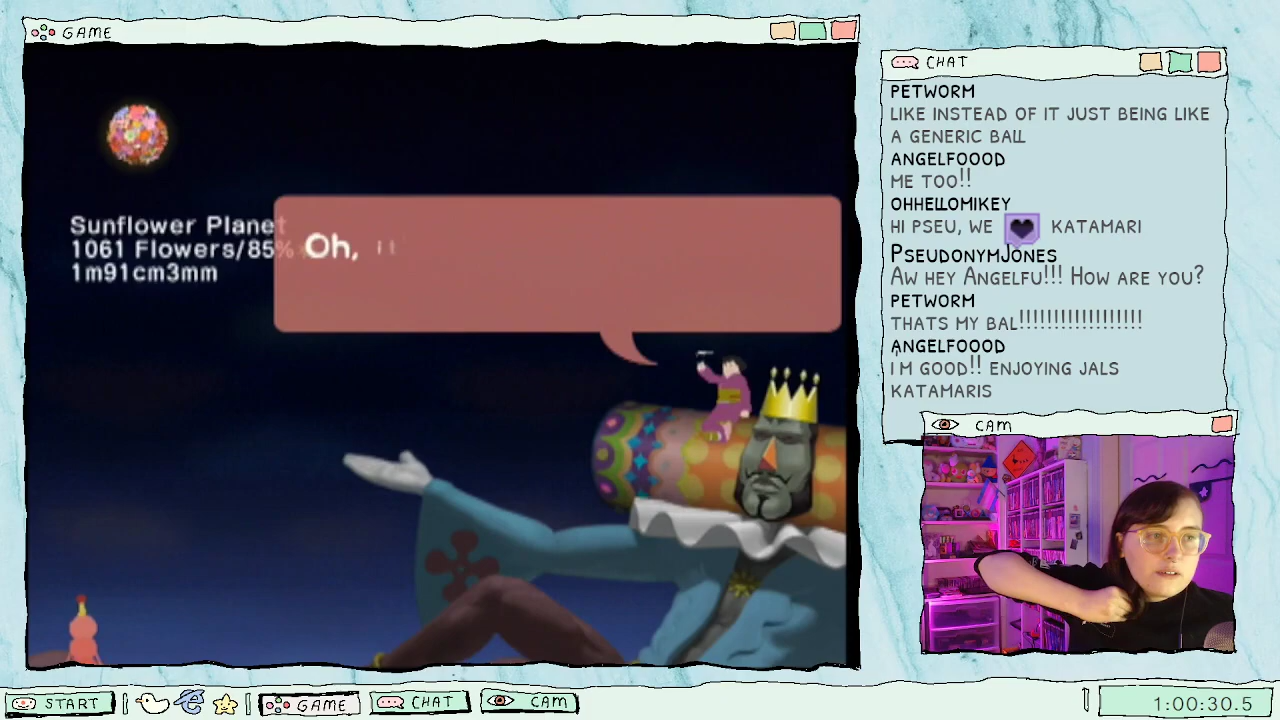 GAME
Sunflower Planet
1061 Flowers/85%
1m91cm3mm
Oh,
CHAT
PETWORM
LIKE INSTEAD OF IT JUST BEING LIKE
A GENERIC BALL
ANGELFOOOD
ME TOO!!
OHHELLOMIKEY
HI PSEU, WE KATAMARI
PSEUDONYMJONES
AW HEY ANGELFU!!! HOW ARE YOU?
PETWORM
THATS MY BAL!!!!!!!!!!!!!!!!!!
ANGELFOOOD
I M GOOD!! ENJOYING JALS
KATAMARIS
CAM
START
GAME
CHAT
CAM
1:00:30.5